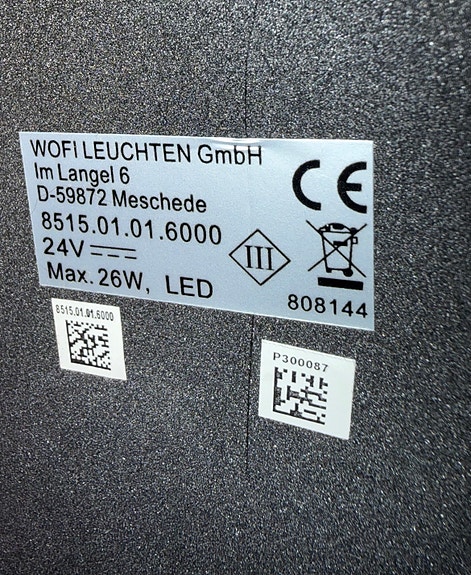 WOFI LEUCHTEN GmbH
Im Langel 6
D-59872 Meschede
8515.01.01.6000
24V
Max. 26W, LED
CE
III
808144
8515.01.01.6000
P300087